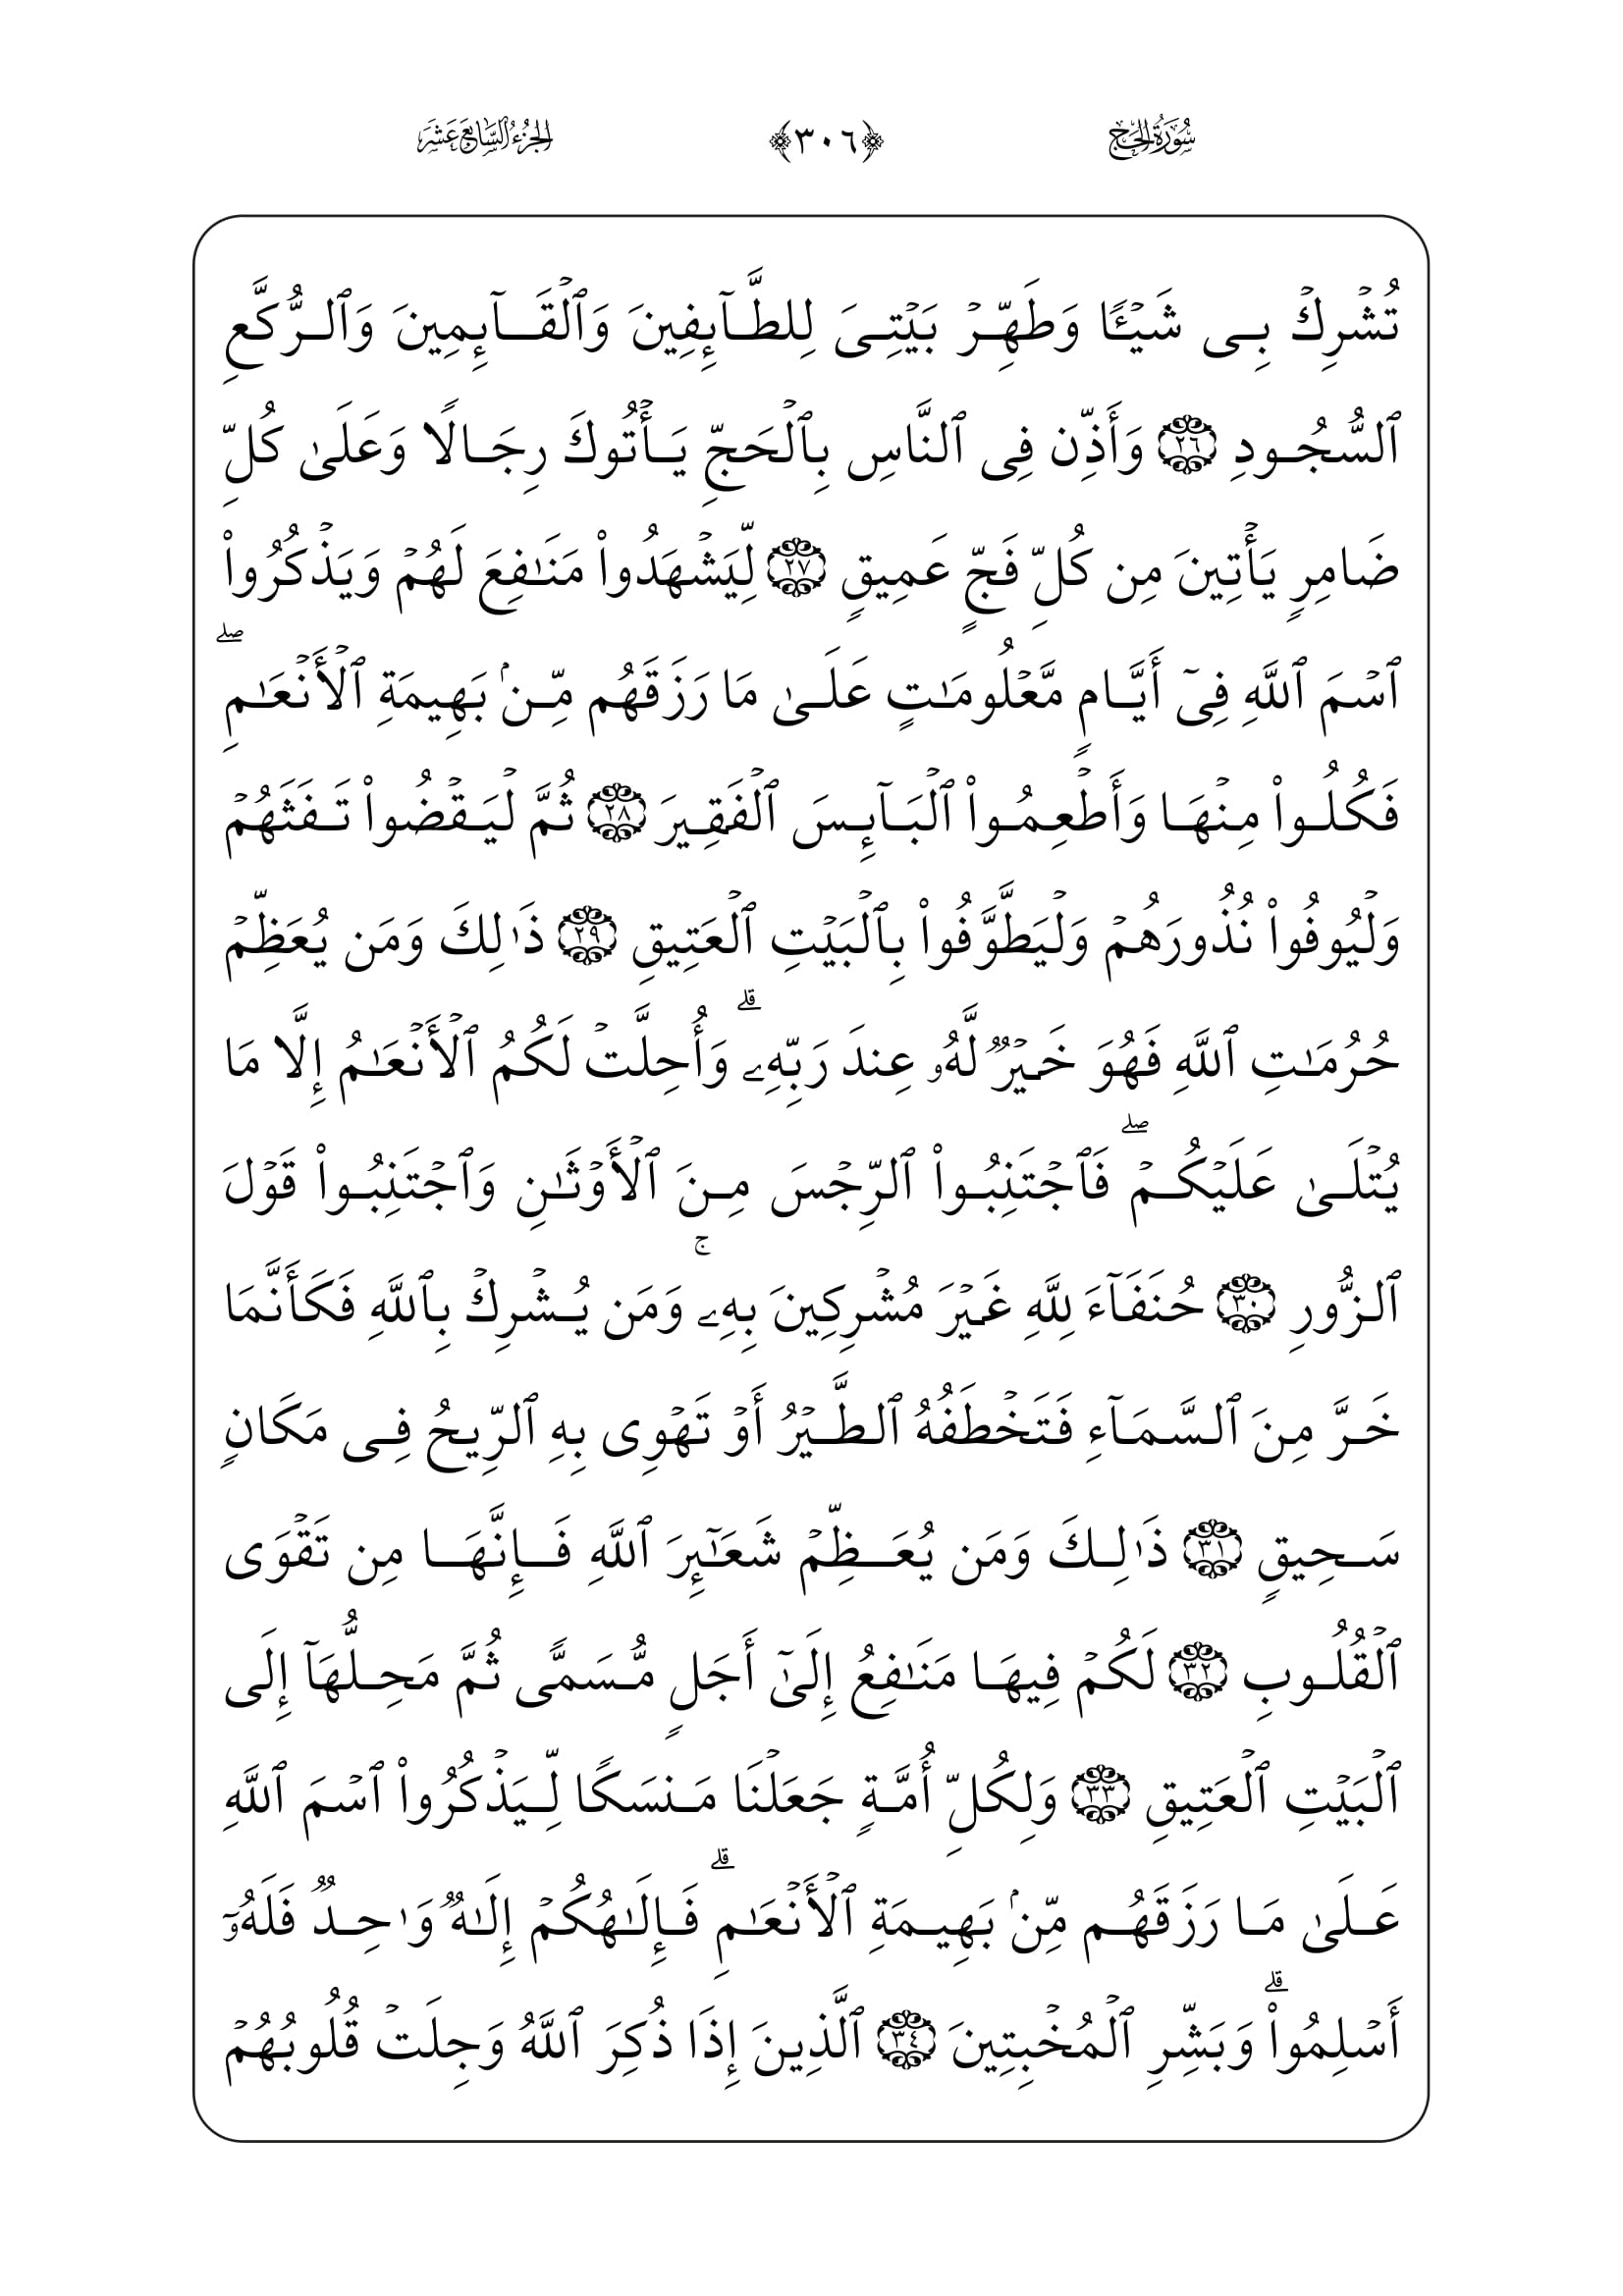 سُورَةُ الحَجّ ﴿٣٠٦﴾ الجُزْءُ السَّابِعَ عَشَرَ
تُشْرِكْ بِى شَيْـًٔا وَطَهِّرْ بَيْتِىَ لِلطَّآئِفِينَ وَٱلْقَآئِمِينَ وَٱلرُّكَّعِ
ٱلسُّجُودِ ٢٦ وَأَذِّن فِى ٱلنَّاسِ بِٱلْحَجِّ يَأْتُوكَ رِجَالًا وَعَلَىٰ كُلِّ
ضَامِرٍ يَأْتِينَ مِن كُلِّ فَجٍّ عَمِيقٍ ٢٧ لِّيَشْهَدُوا۟ مَنَـٰفِعَ لَهُمْ وَيَذْكُرُوا۟
ٱسْمَ ٱللَّهِ فِىٓ أَيَّامٍ مَّعْلُومَـٰتٍ عَلَىٰ مَا رَزَقَهُم مِّنۢ بَهِيمَةِ ٱلْأَنْعَـٰمِ ۖ
فَكُلُوا۟ مِنْهَا وَأَطْعِمُوا۟ ٱلْبَآئِسَ ٱلْفَقِيرَ ٢٨ ثُمَّ لْيَقْضُوا۟ تَفَثَهُمْ
وَلْيُوفُوا۟ نُذُورَهُمْ وَلْيَطَّوَّفُوا۟ بِٱلْبَيْتِ ٱلْعَتِيقِ ٢٩ ذَٰلِكَ وَمَن يُعَظِّمْ
حُرُمَـٰتِ ٱللَّهِ فَهُوَ خَيْرٌ لَّهُۥ عِندَ رَبِّهِۦ ۗ وَأُحِلَّتْ لَكُمُ ٱلْأَنْعَـٰمُ إِلَّا مَا
يُتْلَىٰ عَلَيْكُمْ ۖ فَٱجْتَنِبُوا۟ ٱلرِّجْسَ مِنَ ٱلْأَوْثَـٰنِ وَٱجْتَنِبُوا۟ قَوْلَ
ٱلزُّورِ ٣٠ حُنَفَآءَ لِلَّهِ غَيْرَ مُشْرِكِينَ بِهِۦ ۚ وَمَن يُشْرِكْ بِٱللَّهِ فَكَأَنَّمَا
خَرَّ مِنَ ٱلسَّمَآءِ فَتَخْطَفُهُ ٱلطَّيْرُ أَوْ تَهْوِى بِهِ ٱلرِّيحُ فِى مَكَانٍ
سَحِيقٍ ٣١ ذَٰلِكَ وَمَن يُعَظِّمْ شَعَـٰٓئِرَ ٱللَّهِ فَإِنَّهَا مِن تَقْوَى
ٱلْقُلُوبِ ٣٢ لَكُمْ فِيهَا مَنَـٰفِعُ إِلَىٰٓ أَجَلٍ مُّسَمًّى ثُمَّ مَحِلُّهَآ إِلَى
ٱلْبَيْتِ ٱلْعَتِيقِ ٣٣ وَلِكُلِّ أُمَّةٍ جَعَلْنَا مَنسَكًا لِّيَذْكُرُوا۟ ٱسْمَ ٱللَّهِ
عَلَىٰ مَا رَزَقَهُم مِّنۢ بَهِيمَةِ ٱلْأَنْعَـٰمِ ۗ فَإِلَـٰهُكُمْ إِلَـٰهٌ وَٰحِدٌ فَلَهُۥٓ
أَسْلِمُوا۟ ۗ وَبَشِّرِ ٱلْمُخْبِتِينَ ٣٤ ٱلَّذِينَ إِذَا ذُكِرَ ٱللَّهُ وَجِلَتْ قُلُوبُهُمْ